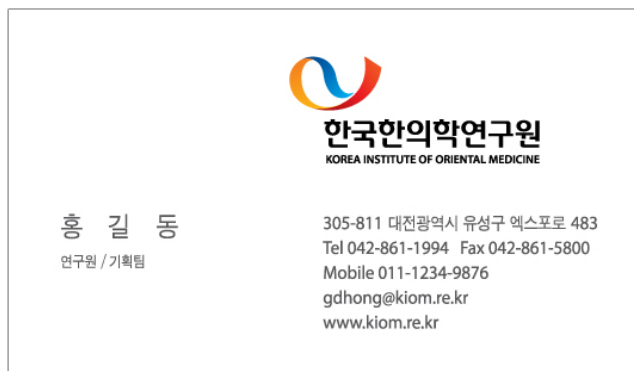 한국한의학연구원
KOREA INSTITUTE OF ORIENTAL MEDICINE
홍 길 동
연구원 / 기획팀
305-811 대전광역시 유성구 엑스포로 483
Tel 042-861-1994 Fax 042-861-5800
Mobile 011-1234-9876
gdhong@kiom.re.kr
www.kiom.re.kr